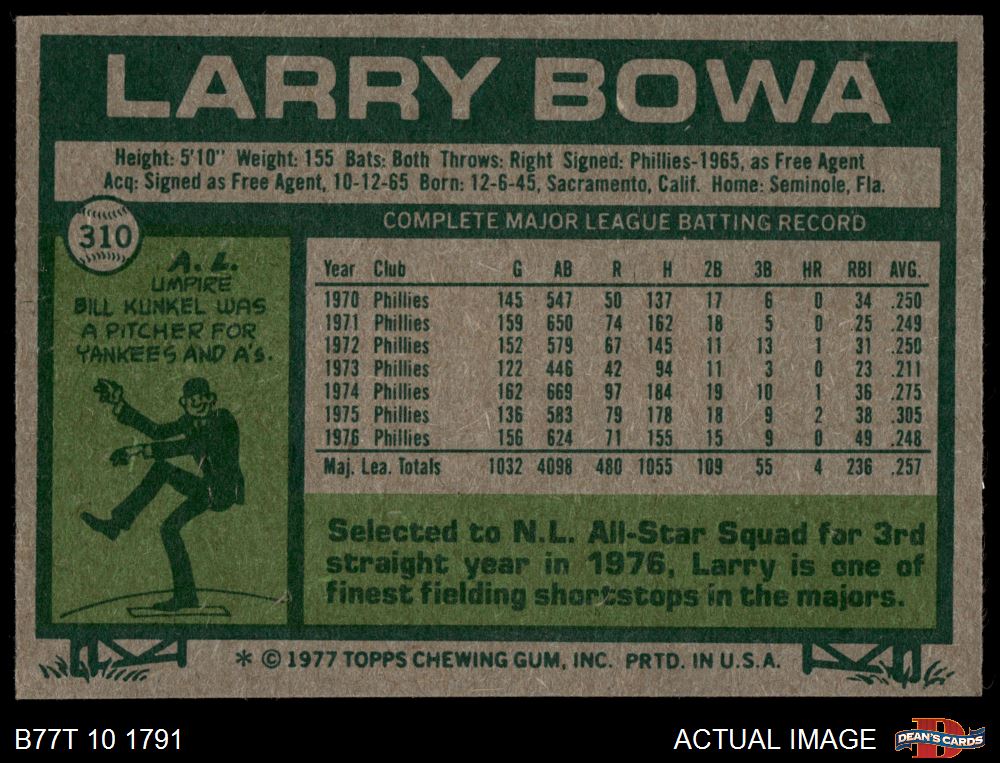 LARRY BOWA
Height: 5'10" Weight: 155 Bats: Both Throws: Right Signed: Phillies-1965, as Free Agent
Acq: Signed as Free Agent, 10-12-65 Born: 12-6-45, Sacramento, Calif. Home: Seminole, Fla.
310
A. L.
UMPIRE
BILL KUNKEL WAS
A PITCHER FOR
YANKEES AND A's.
COMPLETE MAJOR LEAGUE BATTING RECORD
Year Club G AB R H 2B 3B HR RBI AVG.
1970 Phillies 145 547 50 137 17 6 0 34 .250
1971 Phillies 159 650 74 162 18 5 0 25 .249
1972 Phillies 152 579 67 145 11 13 1 31 .250
1973 Phillies 122 446 42 94 11 3 0 23 .211
1974 Phillies 162 669 97 184 19 10 1 36 .275
1975 Phillies 136 583 79 178 18 9 2 38 .305
1976 Phillies 156 624 71 155 15 9 0 49 .248
Maj. Lea. Totals 1032 4098 480 1055 109 55 4 236 .257
Selected to N.L. All-Star Squad for 3rd
straight year in 1976, Larry is one of
finest fielding shortstops in the majors.
* © 1977 TOPPS CHEWING GUM, INC. PRTD. IN U.S.A.
B77T 10 1791
ACTUAL IMAGE
DEAN'S CARDS